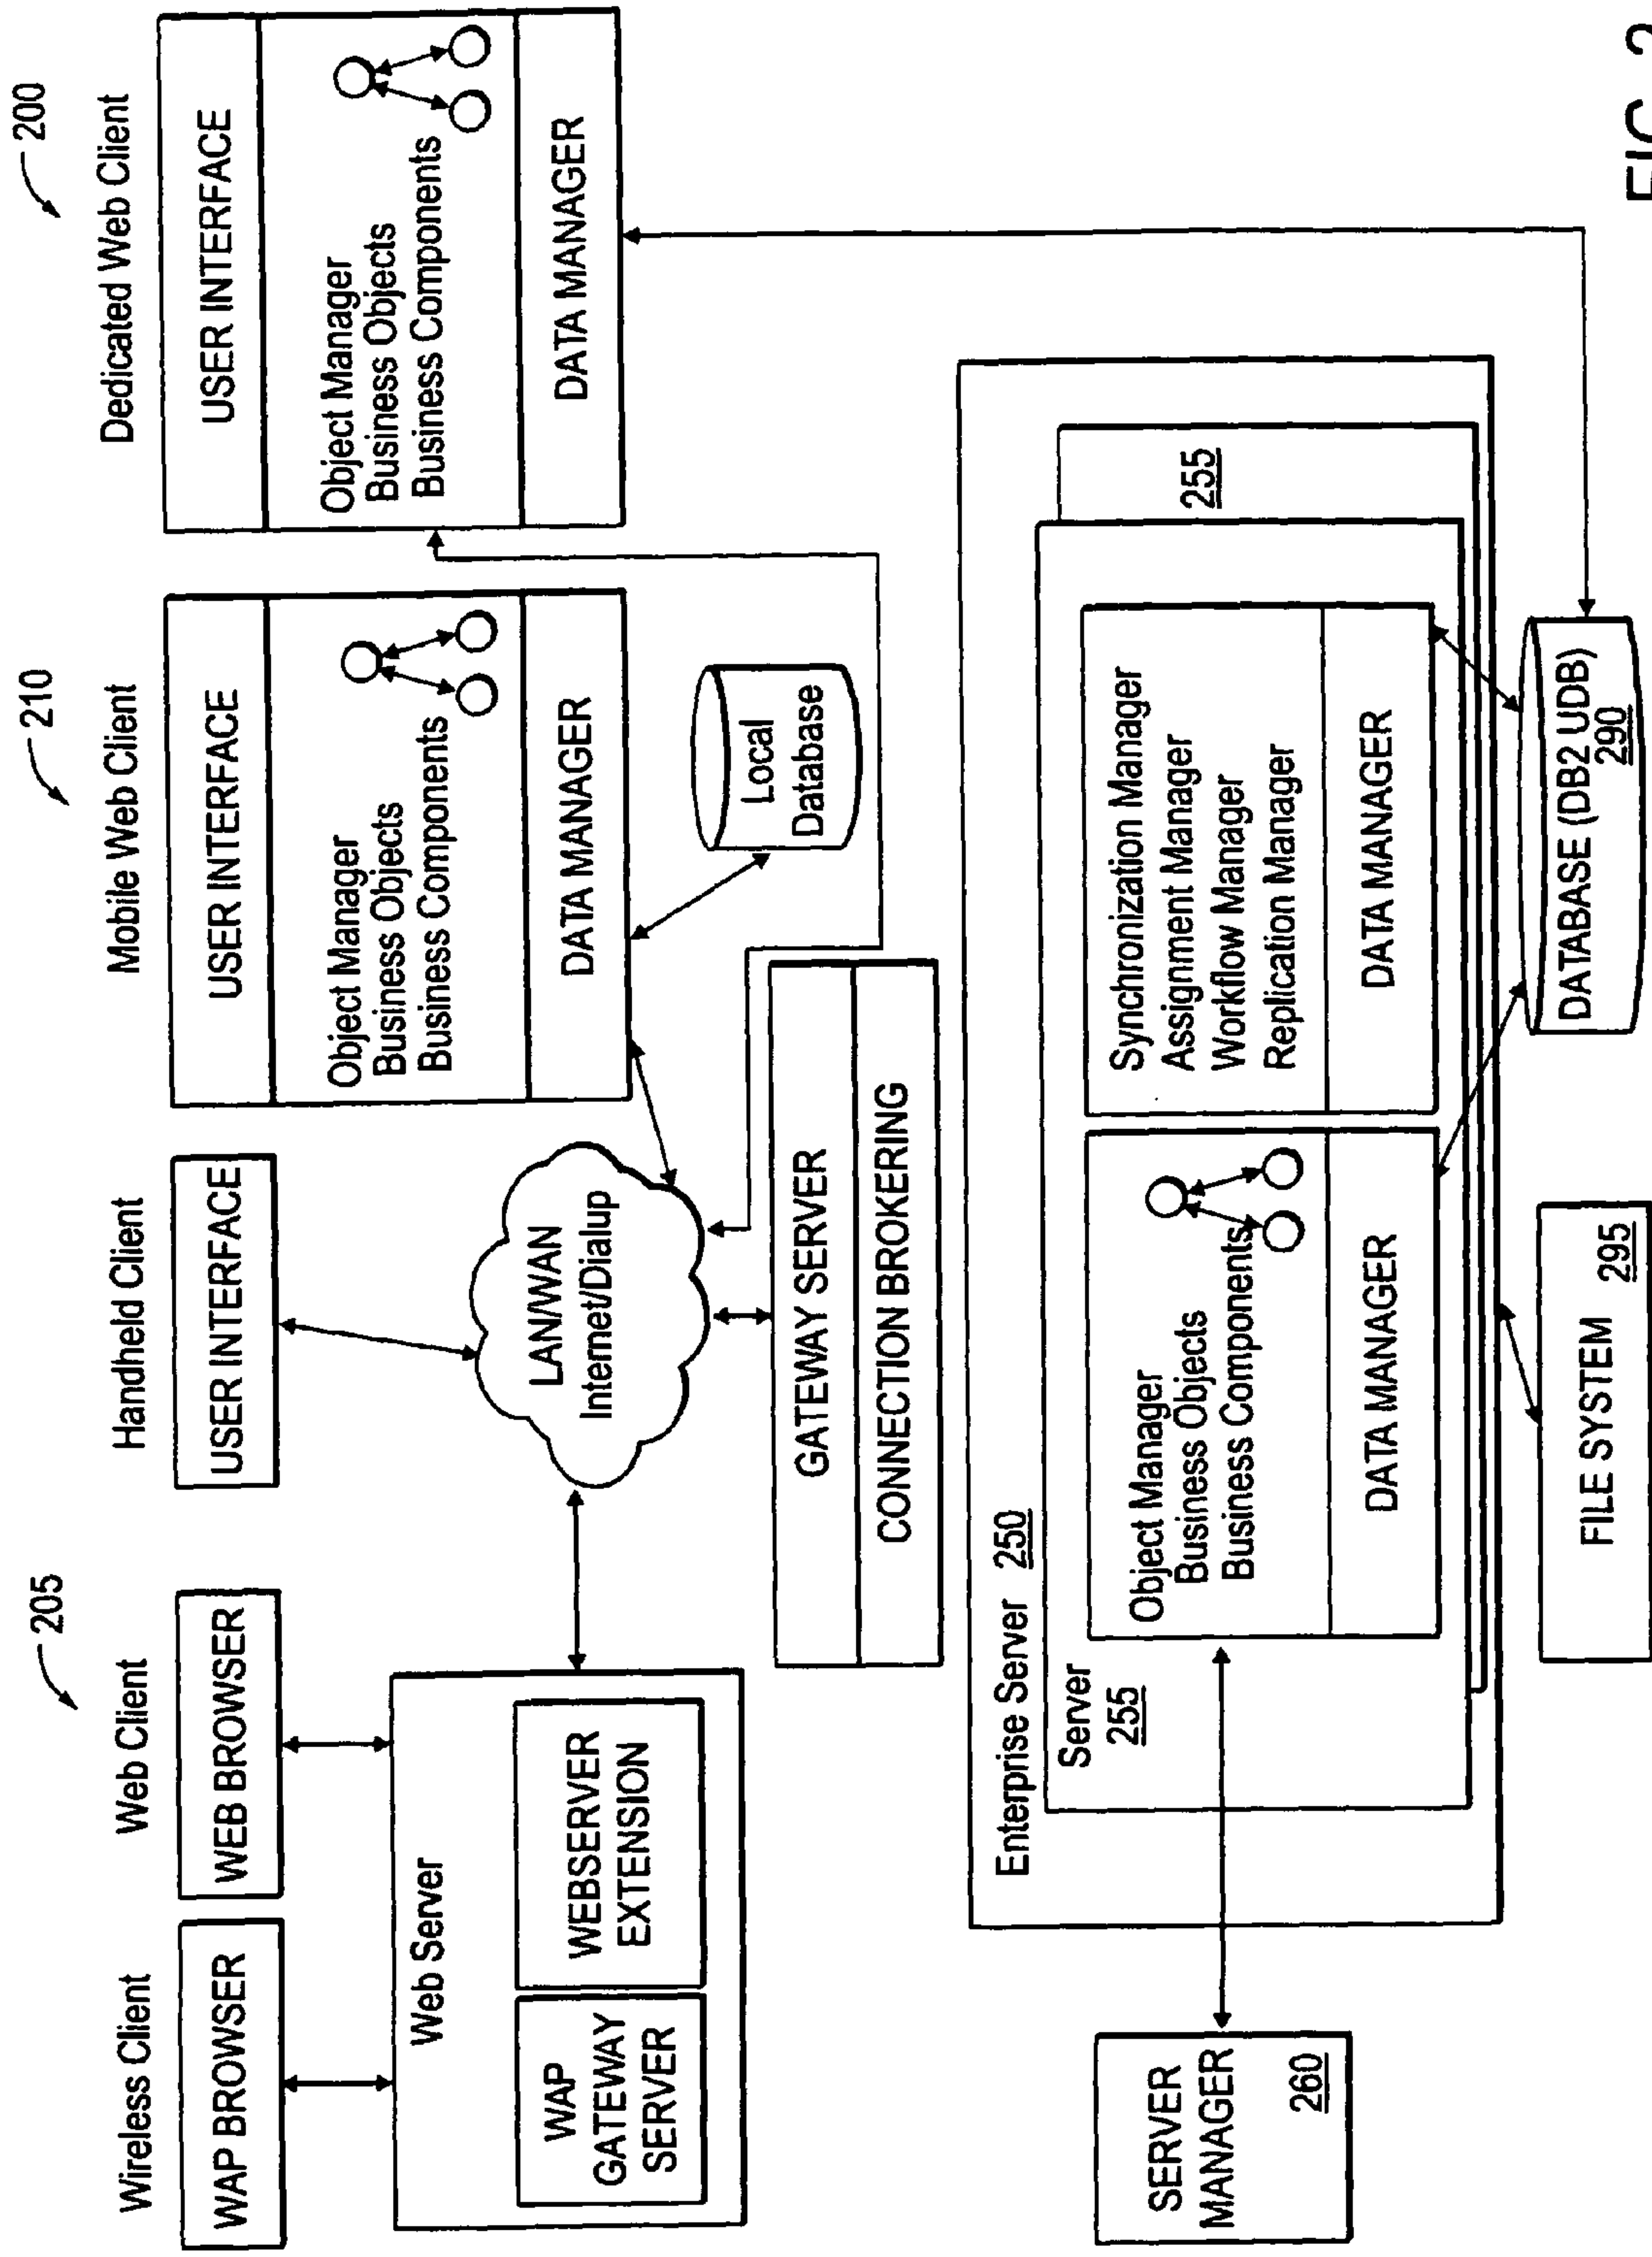 200
210
205
Wireless Client
Web Client
Handheld Client
Mobile Web Client
Dedicated Web Client
WAP BROWSER
WEB BROWSER
USER INTERFACE
USER INTERFACE
Object Manager
Business Objects
Business Components
DATA MANAGER
USER INTERFACE
Object Manager
Business Objects
Business Components
DATA MANAGER
Web Server
WAP
GATEWAY
SERVER
WEBSERVER
EXTENSION
LAN/WAN
Internet/Dialup
Local
Database
GATEWAY SERVER
CONNECTION BROKERING
Enterprise Server 250
Server
255
255
Object Manager
Business Objects
Business Components
DATA MANAGER
Synchronization Manager
Assignment Manager
Workflow Manager
Replication Manager
DATA MANAGER
SERVER
MANAGER
260
FILE SYSTEM 295
DATABASE (DB2 UDB)
290
FIG. 2